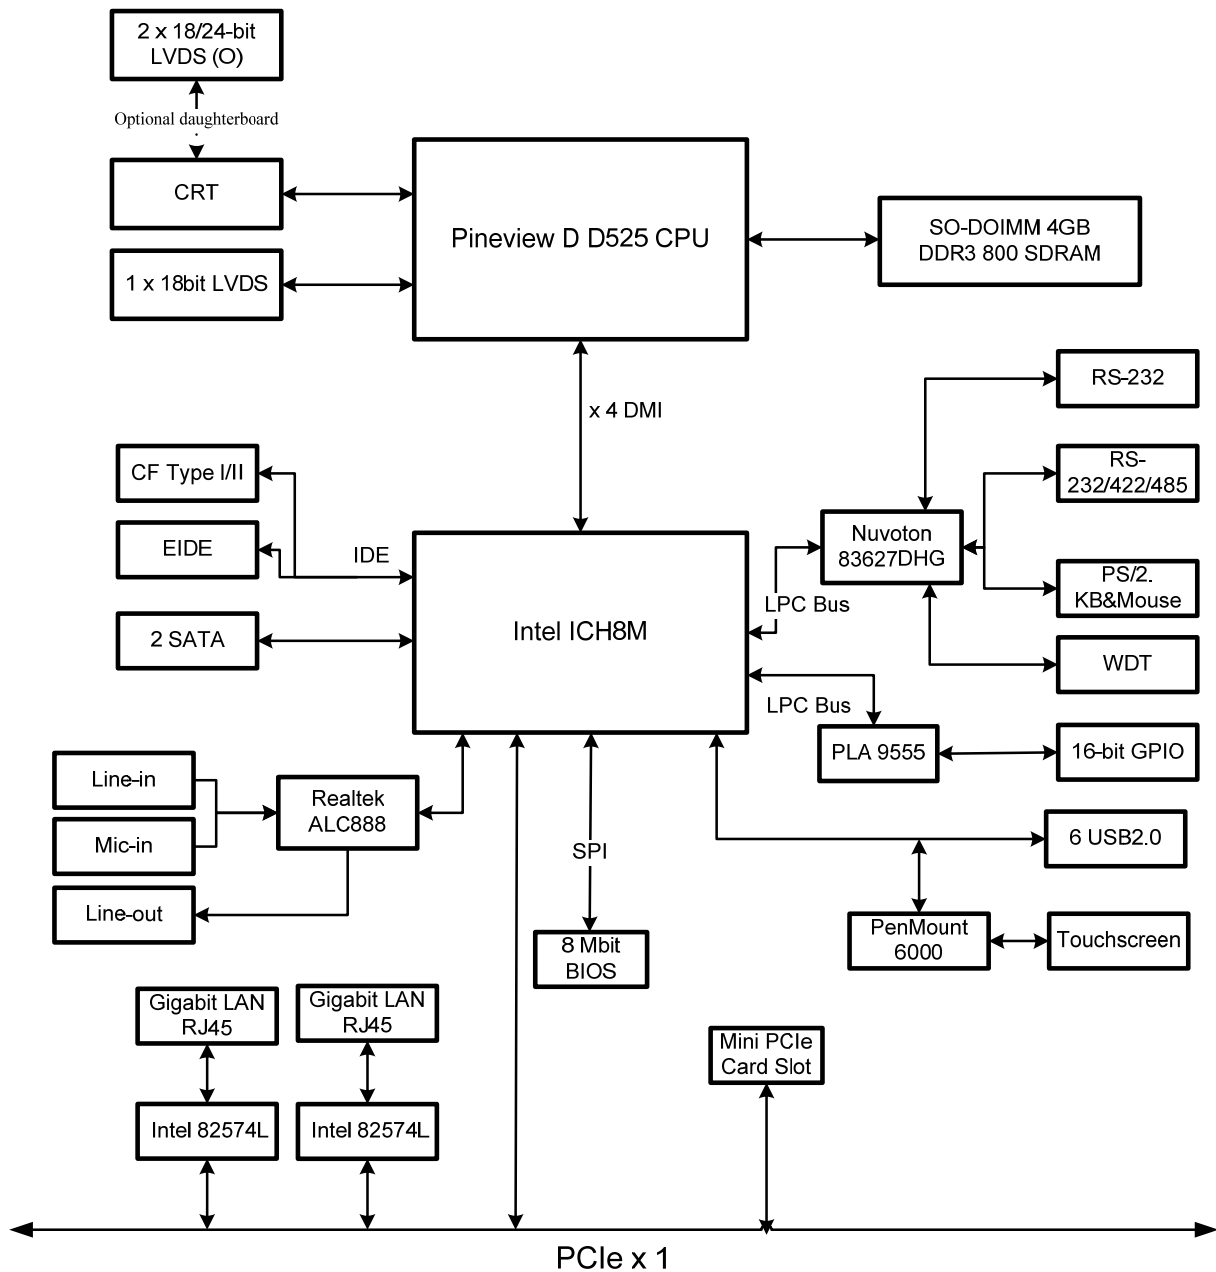 2 x 18/24-bit
LVDS (O)
Optional daughterboard
CRT
1 x 18bit LVDS
Pineview D D525 CPU
SO-DOIMM 4GB
DDR3 800 SDRAM
x 4 DMI
RS-232
RS-
232/422/485
PS/2.
KB&Mouse
WDT
CF Type I/II
EIDE
IDE
2 SATA
Intel ICH8M
Nuvoton
83627DHG
LPC Bus
LPC Bus
PLA 9555
16-bit GPIO
Line-in
Mic-in
Line-out
Realtek
ALC888
SPI
8 Mbit
BIOS
6 USB2.0
PenMount
6000
Touchscreen
Gigabit LAN
RJ45
Gigabit LAN
RJ45
Intel 82574L
Intel 82574L
Mini PCIe
Card Slot
PCIe x 1